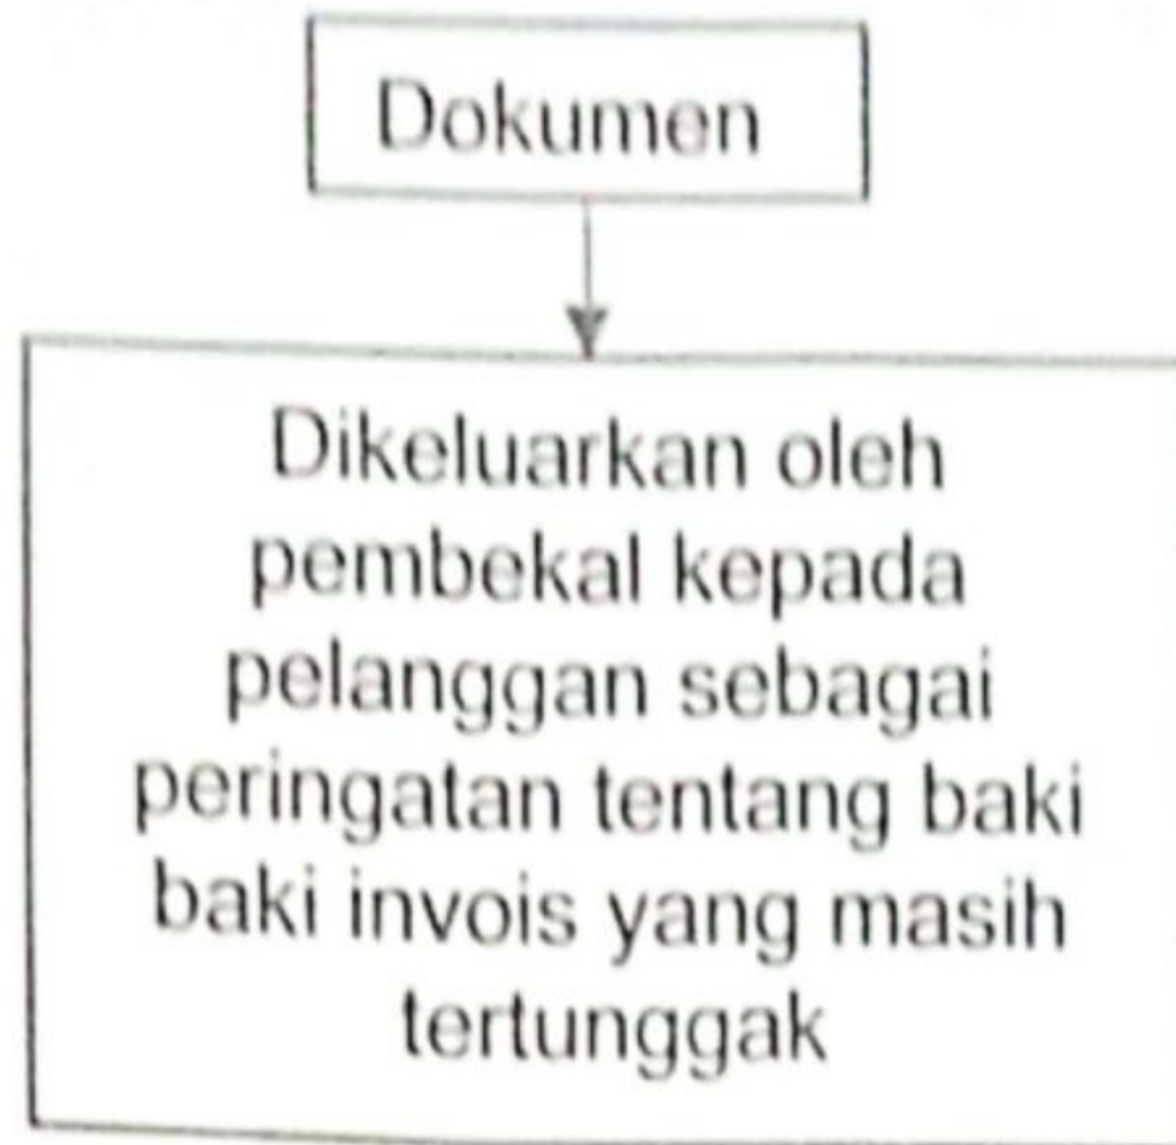 Dokumen
Dikeluarkan oleh
pembekal kepada
pelanggan sebagai
peringatan tentang baki
baki invois yang masih
tertunggak